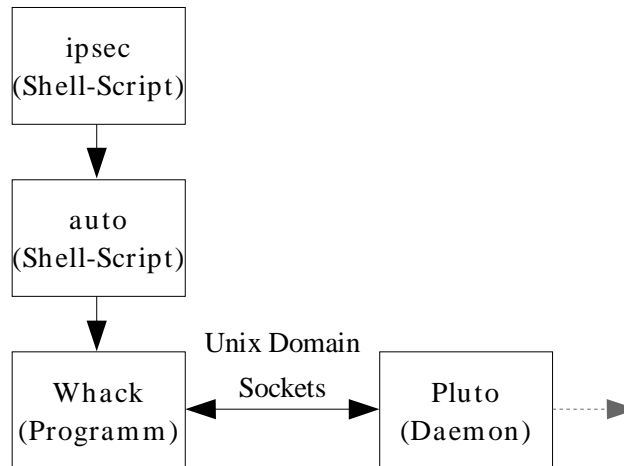 ipsec
(Shell-Script)
auto
(Shell-Script)
Unix Domain
Sockets
Whack
(Programm)
Pluto
(Daemon)